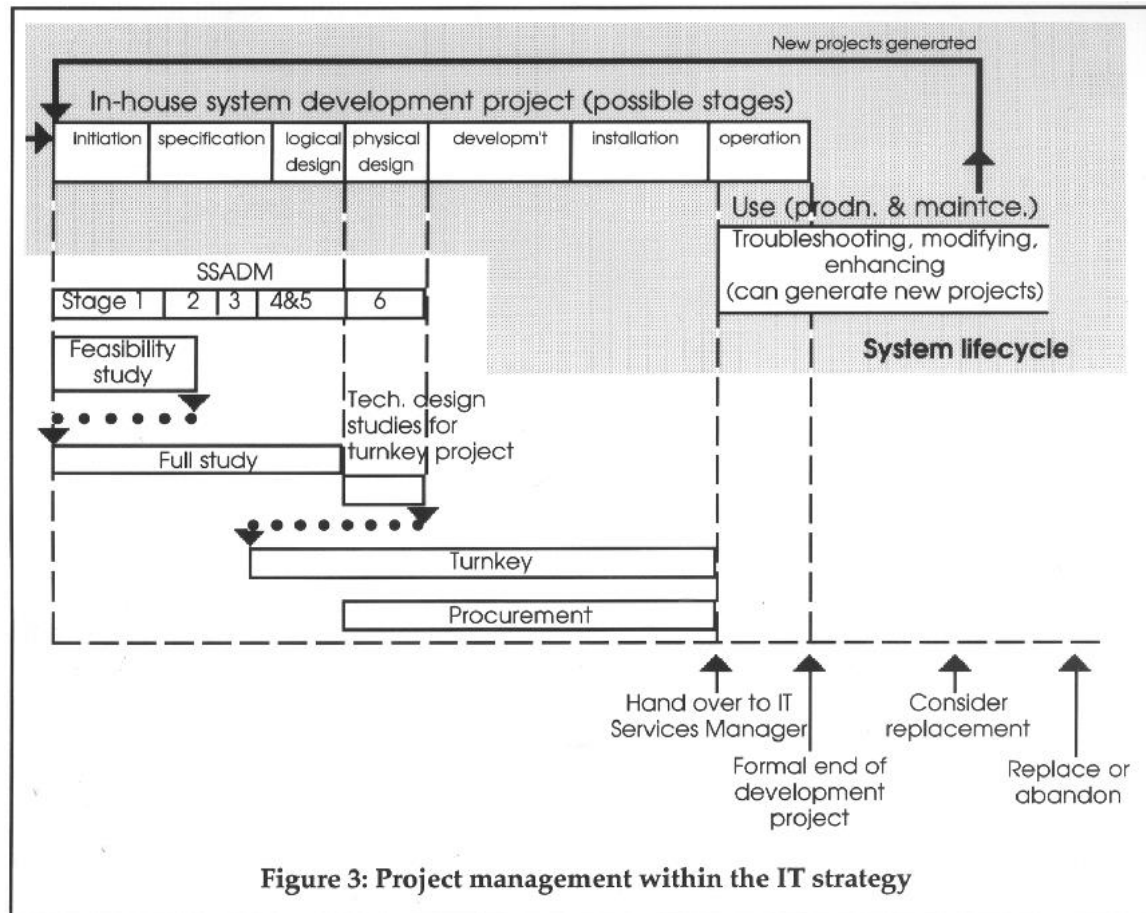 New projects generated
In-house system development project (possible stages)
initiation
specification
logical
design
physical
design
developm't
installation
operation
Use (prodn. & maintce.)
Troubleshooting, modifying,
enhancing
(can generate new projects)
System lifecycle
SSADM
Stage 1
2
3
4&5
6
Feasibility
study
Tech. design
studies for
turnkey project
Full study
Turnkey
Procurement
Hand over to IT
Services Manager
Formal end of
development
project
Consider
replacement
Replace or
abandon
Figure 3: Project management within the IT strategy